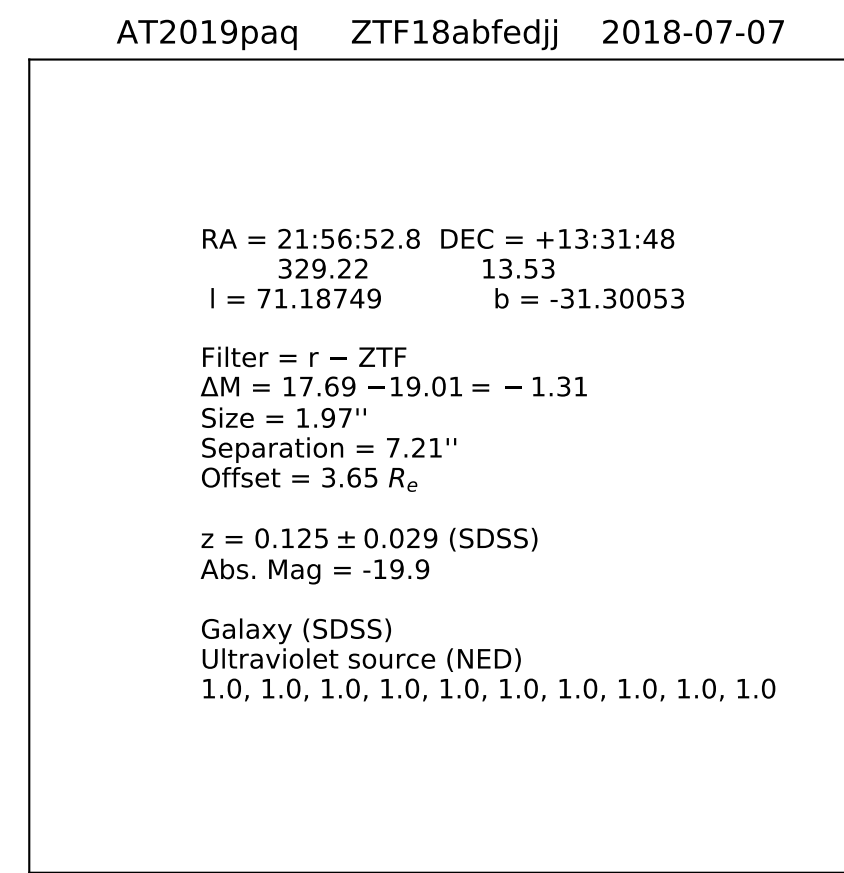 AT2019paq ZTF18abfedjj 2018-07-07
RA = 21:56:52.8 DEC = +13:31:48
329.22 13.53
l = 71.18749 b = -31.30053
Filter = r − ZTF
ΔM = 17.69 −19.01 = − 1.31
Size = 1.97''
Separation = 7.21''
Offset = 3.65 Re
z = 0.125 ± 0.029 (SDSS)
Abs. Mag = -19.9
Galaxy (SDSS)
Ultraviolet source (NED)
1.0, 1.0, 1.0, 1.0, 1.0, 1.0, 1.0, 1.0, 1.0, 1.0